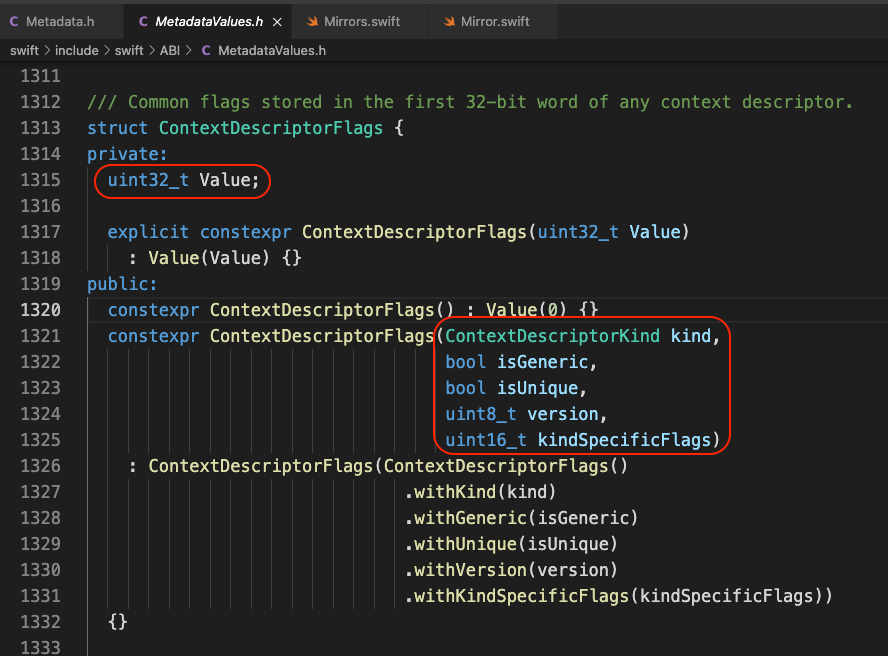 C Metadata.h C MetadataValues.h × Mirrors.swift Mirror.swift
swift > include > swift > ABI > C MetadataValues.h
1311
1312 /// Common flags stored in the first 32-bit word of any context descriptor.
1313 struct ContextDescriptorFlags {
1314 private:
1315 uint32_t Value;
1316
1317 explicit constexpr ContextDescriptorFlags(uint32_t Value)
1318 : Value(Value) {}
1319 public:
1320 constexpr ContextDescriptorFlags() : Value(0) {}
1321 constexpr ContextDescriptorFlags(ContextDescriptorKind kind,
1322 bool isGeneric,
1323 bool isUnique,
1324 uint8_t version,
1325 uint16_t kindSpecificFlags)
1326 : ContextDescriptorFlags(ContextDescriptorFlags()
1327 .withKind(kind)
1328 .withGeneric(isGeneric)
1329 .withUnique(isUnique)
1330 .withVersion(version)
1331 .withKindSpecificFlags(kindSpecificFlags))
1332 {}
1333